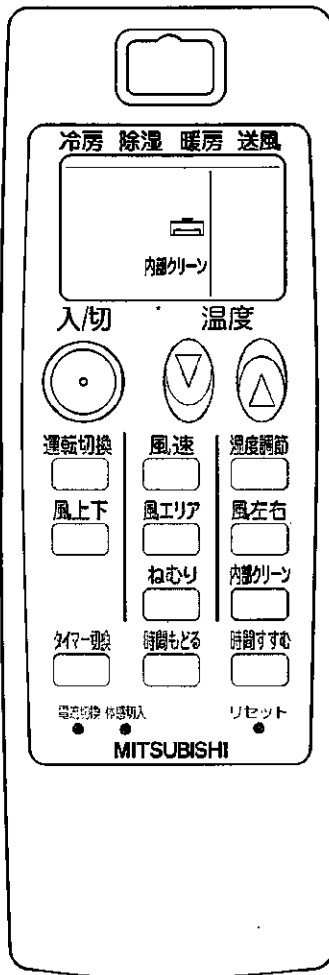 冷房 除湿 暖房 送風
内部クリーン
入/切 温度
運転切換 風速 湿度調節
風上下 風エリア 風左右
ねむり 内部クリーン
タイマー切換 時間もどる 時間すすむ
電流切換 体感切入 リセット
MITSUBISHI